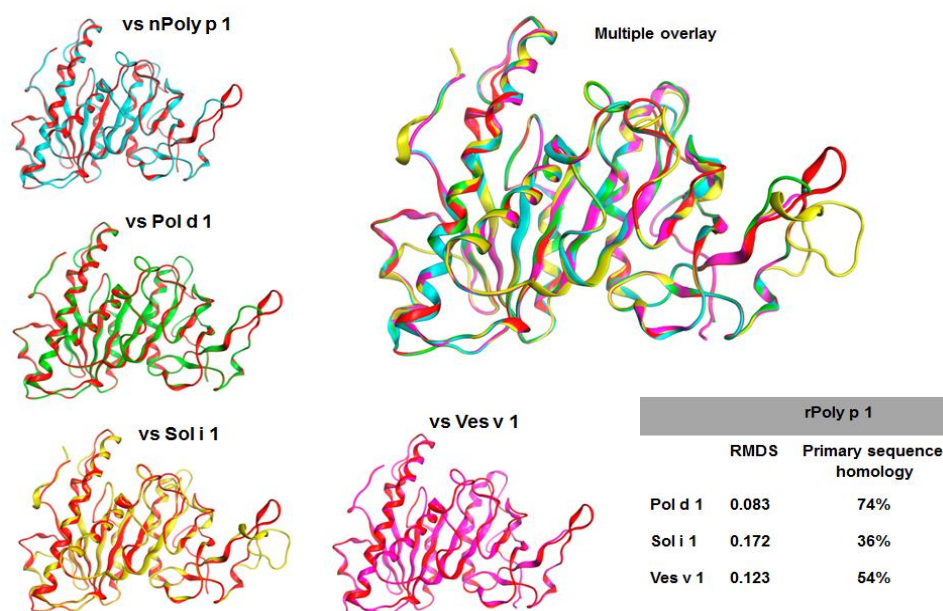 vs nPoly p 1
Multiple overlay
vs Pol d 1
vs Sol i 1
vs Ves v 1
rPoly p 1
RMDS Primary sequence
homology
Pol d 1 0.083 74%
Sol i 1 0.172 36%
Ves v 1 0.123 54%